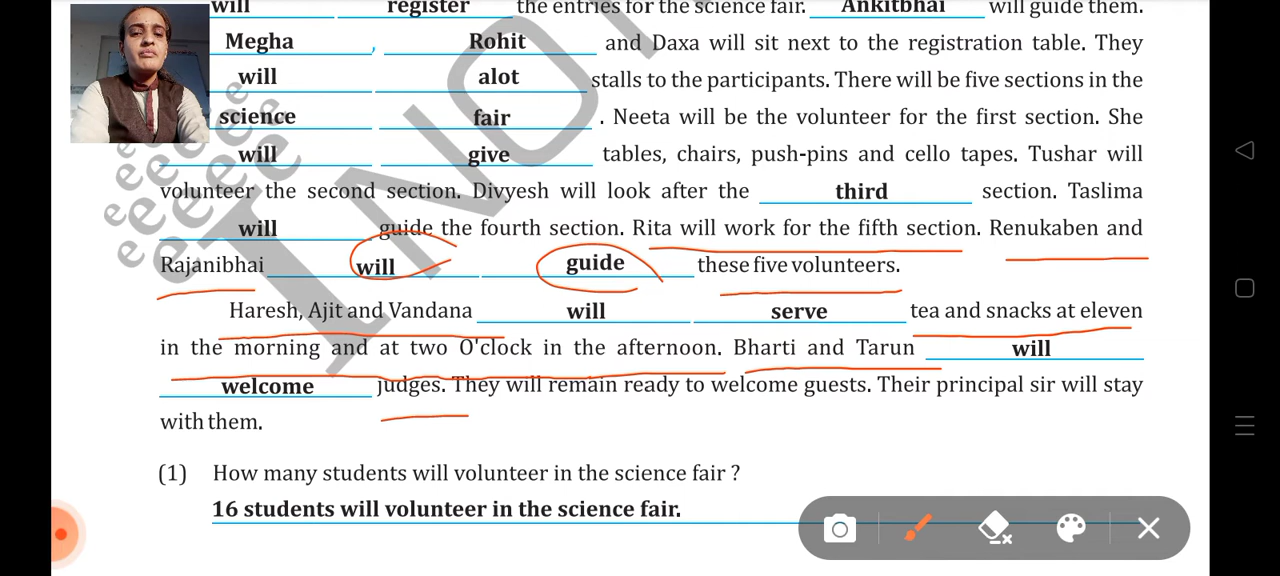 will register the entries for the science fair. Ankitbhai will guide them.
Megha , Rohit and Daxa will sit next to the registration table. They
will alot stalls to the participants. There will be five sections in the
science fair . Neeta will be the volunteer for the first section. She
will give tables, chairs, push-pins and cello tapes. Tushar will
volunteer the second section. Divyesh will look after the third section. Taslima
will guide the fourth section. Rita will work for the fifth section. Renukaben and
Rajanibhai will guide these five volunteers.
Haresh, Ajit and Vandana will serve tea and snacks at eleven
in the morning and at two O'clock in the afternoon. Bharti and Tarun will
welcome judges. They will remain ready to welcome guests. Their principal sir will stay
with them.
(1) How many students will volunteer in the science fair ?
16 students will volunteer in the science fair.